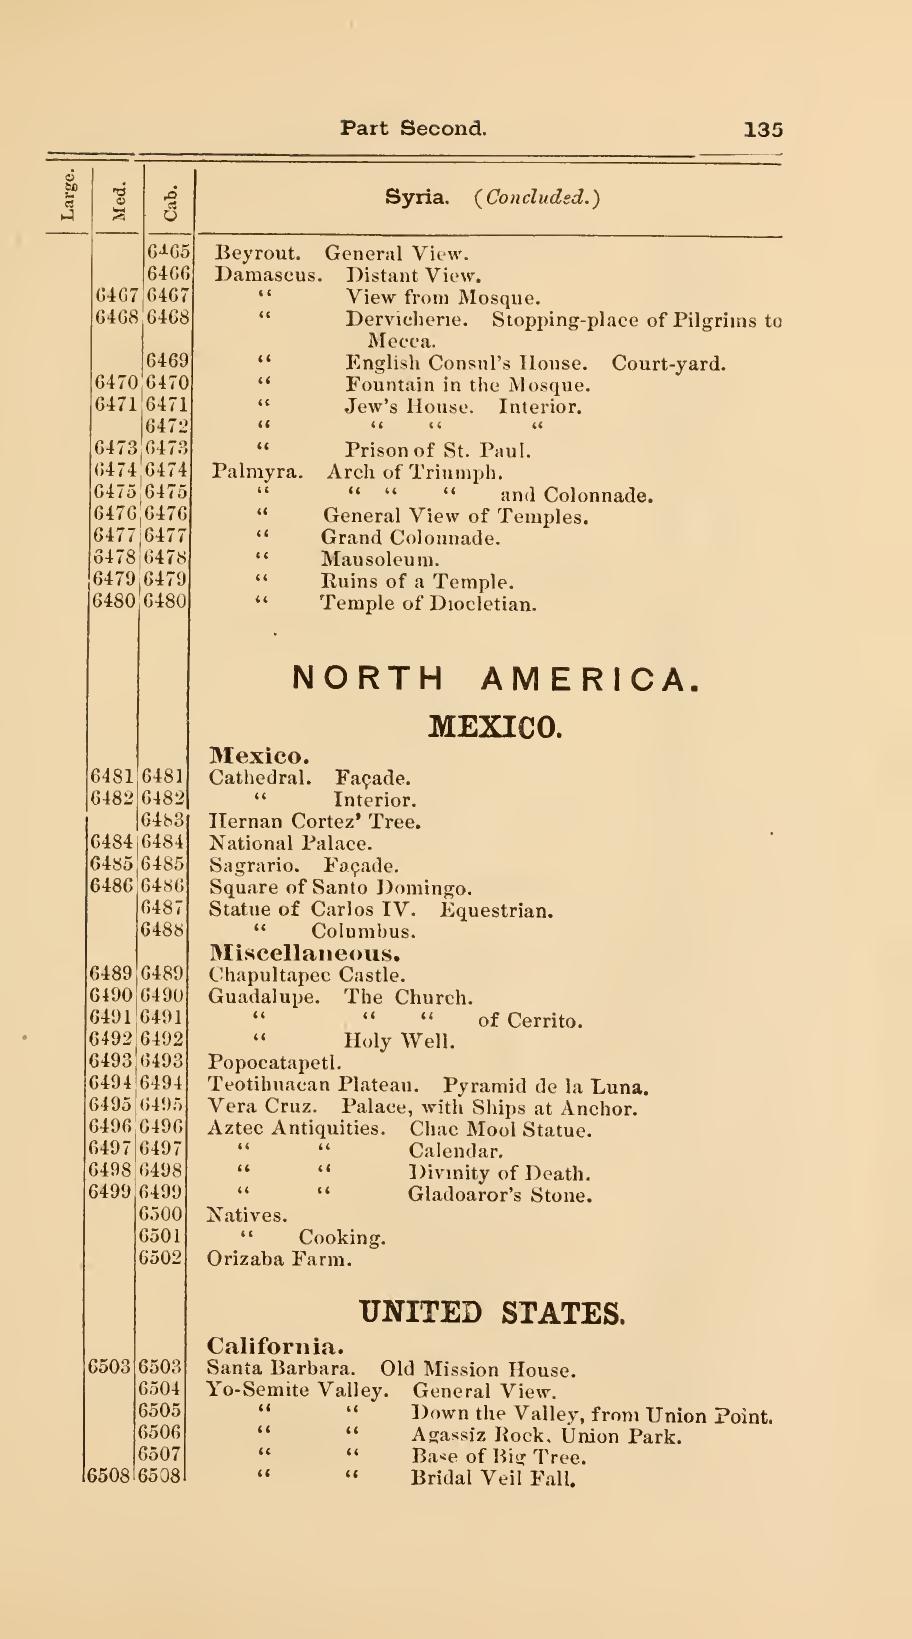 Part Second. 135
Large. Med. Cab. Syria. (Concluded.)
6465 Beyrout. General View.
6466 Damascus. Distant View.
6467 6467 “ View from Mosque.
6468 6468 “ Dervicherie. Stopping-place of Pilgrims to
Mecca.
6469 “ English Consul's House. Court-yard.
6470 6470 “ Fountain in the Mosque.
6471 6471 “ Jew's House. Interior.
6472 “ “ “ “
6473 6473 “ Prison of St. Paul.
6474 6474 Palmyra. Arch of Triumph.
6475 6475 “ “ “ “ and Colonnade.
6476 6476 “ General View of Temples.
6477 6477 “ Grand Colonnade.
6478 6478 “ Mausoleum.
6479 6479 “ Ruins of a Temple.
6480 6480 “ Temple of Diocletian.
NORTH AMERICA.
MEXICO.
Mexico.
6481 6481 Cathedral. Façade.
6482 6482 “ Interior.
6483 Hernan Cortez' Tree.
6484 6484 National Palace.
6485 6485 Sagrario. Façade.
6486 6486 Square of Santo Domingo.
6487 Statue of Carlos IV. Equestrian.
6488 “ Columbus.
Miscellaneous.
6489 6489 Chapultapec Castle.
6490 6490 Guadalupe. The Church.
6491 6491 “ “ “ of Cerrito.
6492 6492 “ Holy Well.
6493 6493 Popocatapetl.
6494 6494 Teotihuacan Plateau. Pyramid de la Luna.
6495 6495 Vera Cruz. Palace, with Ships at Anchor.
6496 6496 Aztec Antiquities. Chac Mool Statue.
6497 6497 “ “ Calendar.
6498 6498 “ “ Divinity of Death.
6499 6499 “ “ Gladoaror's Stone.
6500 Natives.
6501 “ Cooking.
6502 Orizaba Farm.
UNITED STATES.
California.
6503 6503 Santa Barbara. Old Mission House.
6504 Yo-Semite Valley. General View.
6505 “ “ Down the Valley, from Union Point.
6506 “ “ Agassiz Rock, Union Park.
6507 “ “ Base of Big Tree.
6508 6508 “ “ Bridal Veil Fall.